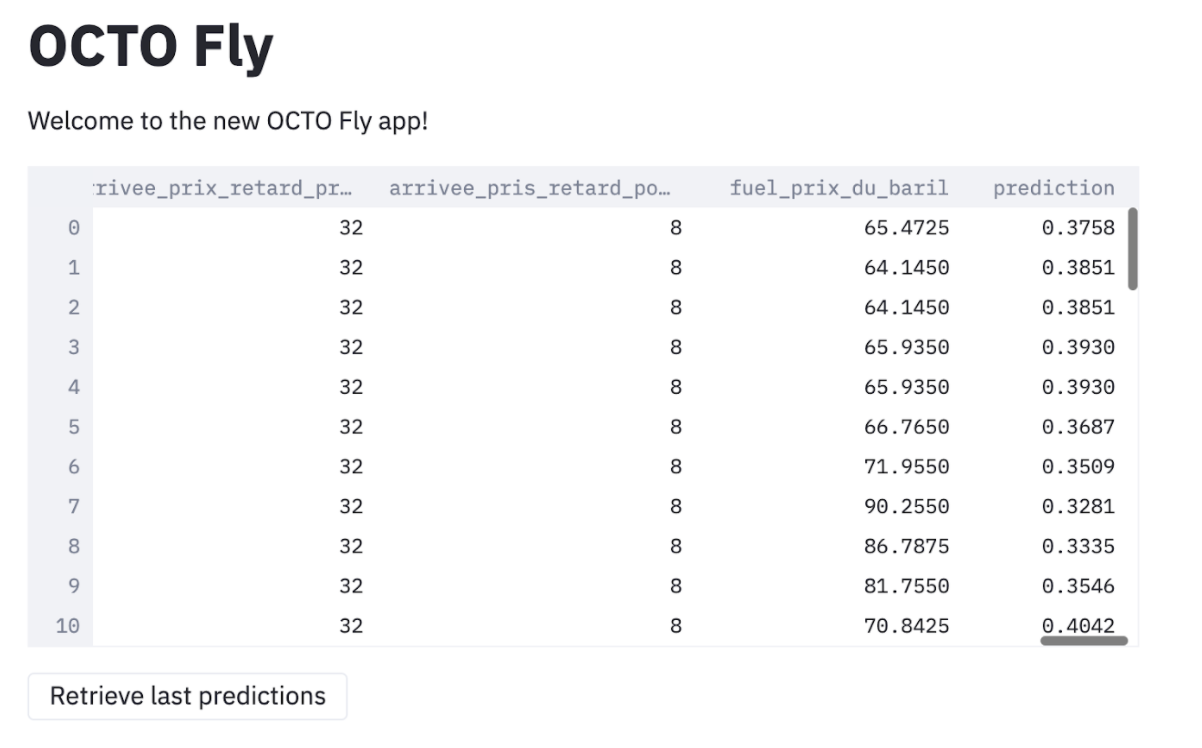 OCTO Fly
Welcome to the new OCTO Fly app!
rivee_prix_retard_pr… arrivee_pris_retard_po… fuel_prix_du_baril prediction
0 32 8 65.4725 0.3758
1 32 8 64.1450 0.3851
2 32 8 64.1450 0.3851
3 32 8 65.9350 0.3930
4 32 8 65.9350 0.3930
5 32 8 66.7650 0.3687
6 32 8 71.9550 0.3509
7 32 8 90.2550 0.3281
8 32 8 86.7875 0.3335
9 32 8 81.7550 0.3546
10 32 8 70.8425 0.4042
Retrieve last predictions